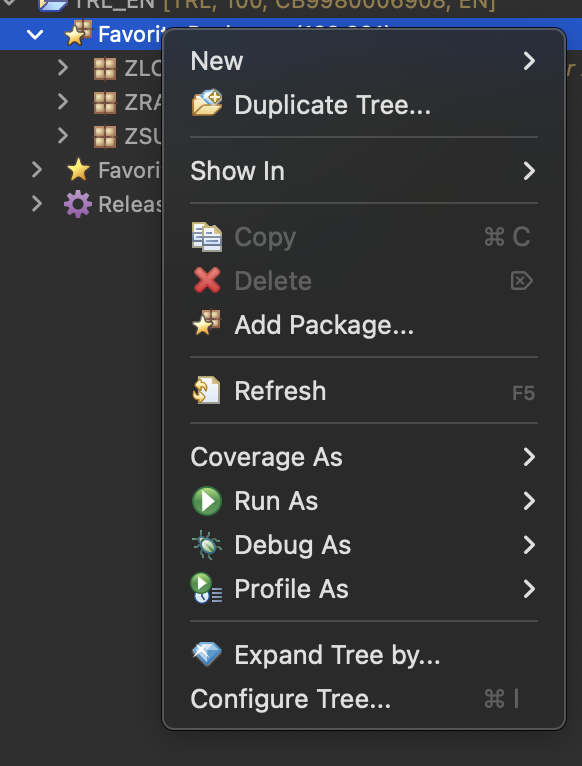 TRL_EN [TRL, 100, CB9980006908, EN]
Favorit
ZLC
ZRA
ZSU
Favori
Releas
New
Duplicate Tree...
Show In
Copy ⌘ C
Delete ⌦
Add Package...
Refresh F5
Coverage As
Run As
Debug As
Profile As
Expand Tree by...
Configure Tree... ⌘ I